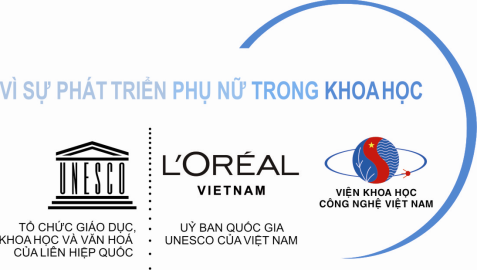 VÌ SỰ PHÁT TRIỂN PHỤ NỮ TRONG KHOA HỌC
UNESCO
TỔ CHỨC GIÁO DỤC,
KHOA HỌC VÀ VĂN HOÁ
CỦA LIÊN HIỆP QUỐC
L'ORÉAL
VIETNAM
UỶ BAN QUỐC GIA
UNESCO CỦA VIỆT NAM
VIỆN KHOA HỌC
CÔNG NGHỆ VIỆT NAM